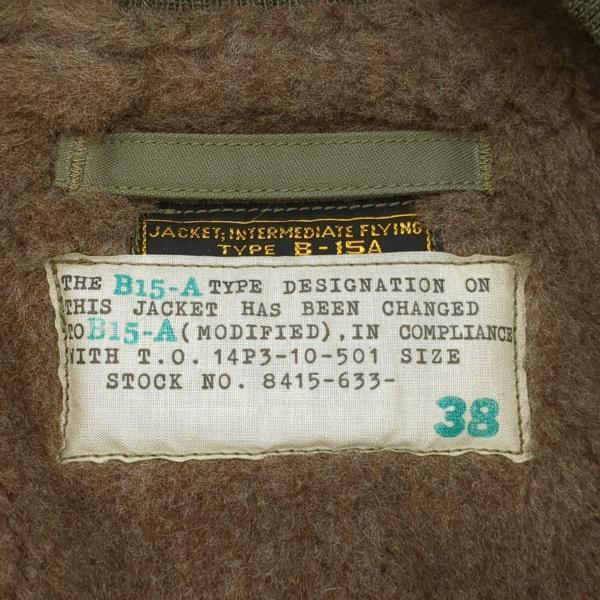 JACKET, INTERMEDIATE FLYING
TYPE B-15A
THE B15-A TYPE DESIGNATION ON
THIS JACKET HAS BEEN CHANGED
TO B15-A (MODIFIED), IN COMPLIANCE
WITH T.O. 14P3-10-501 SIZE
STOCK NO. 8415-633-
38